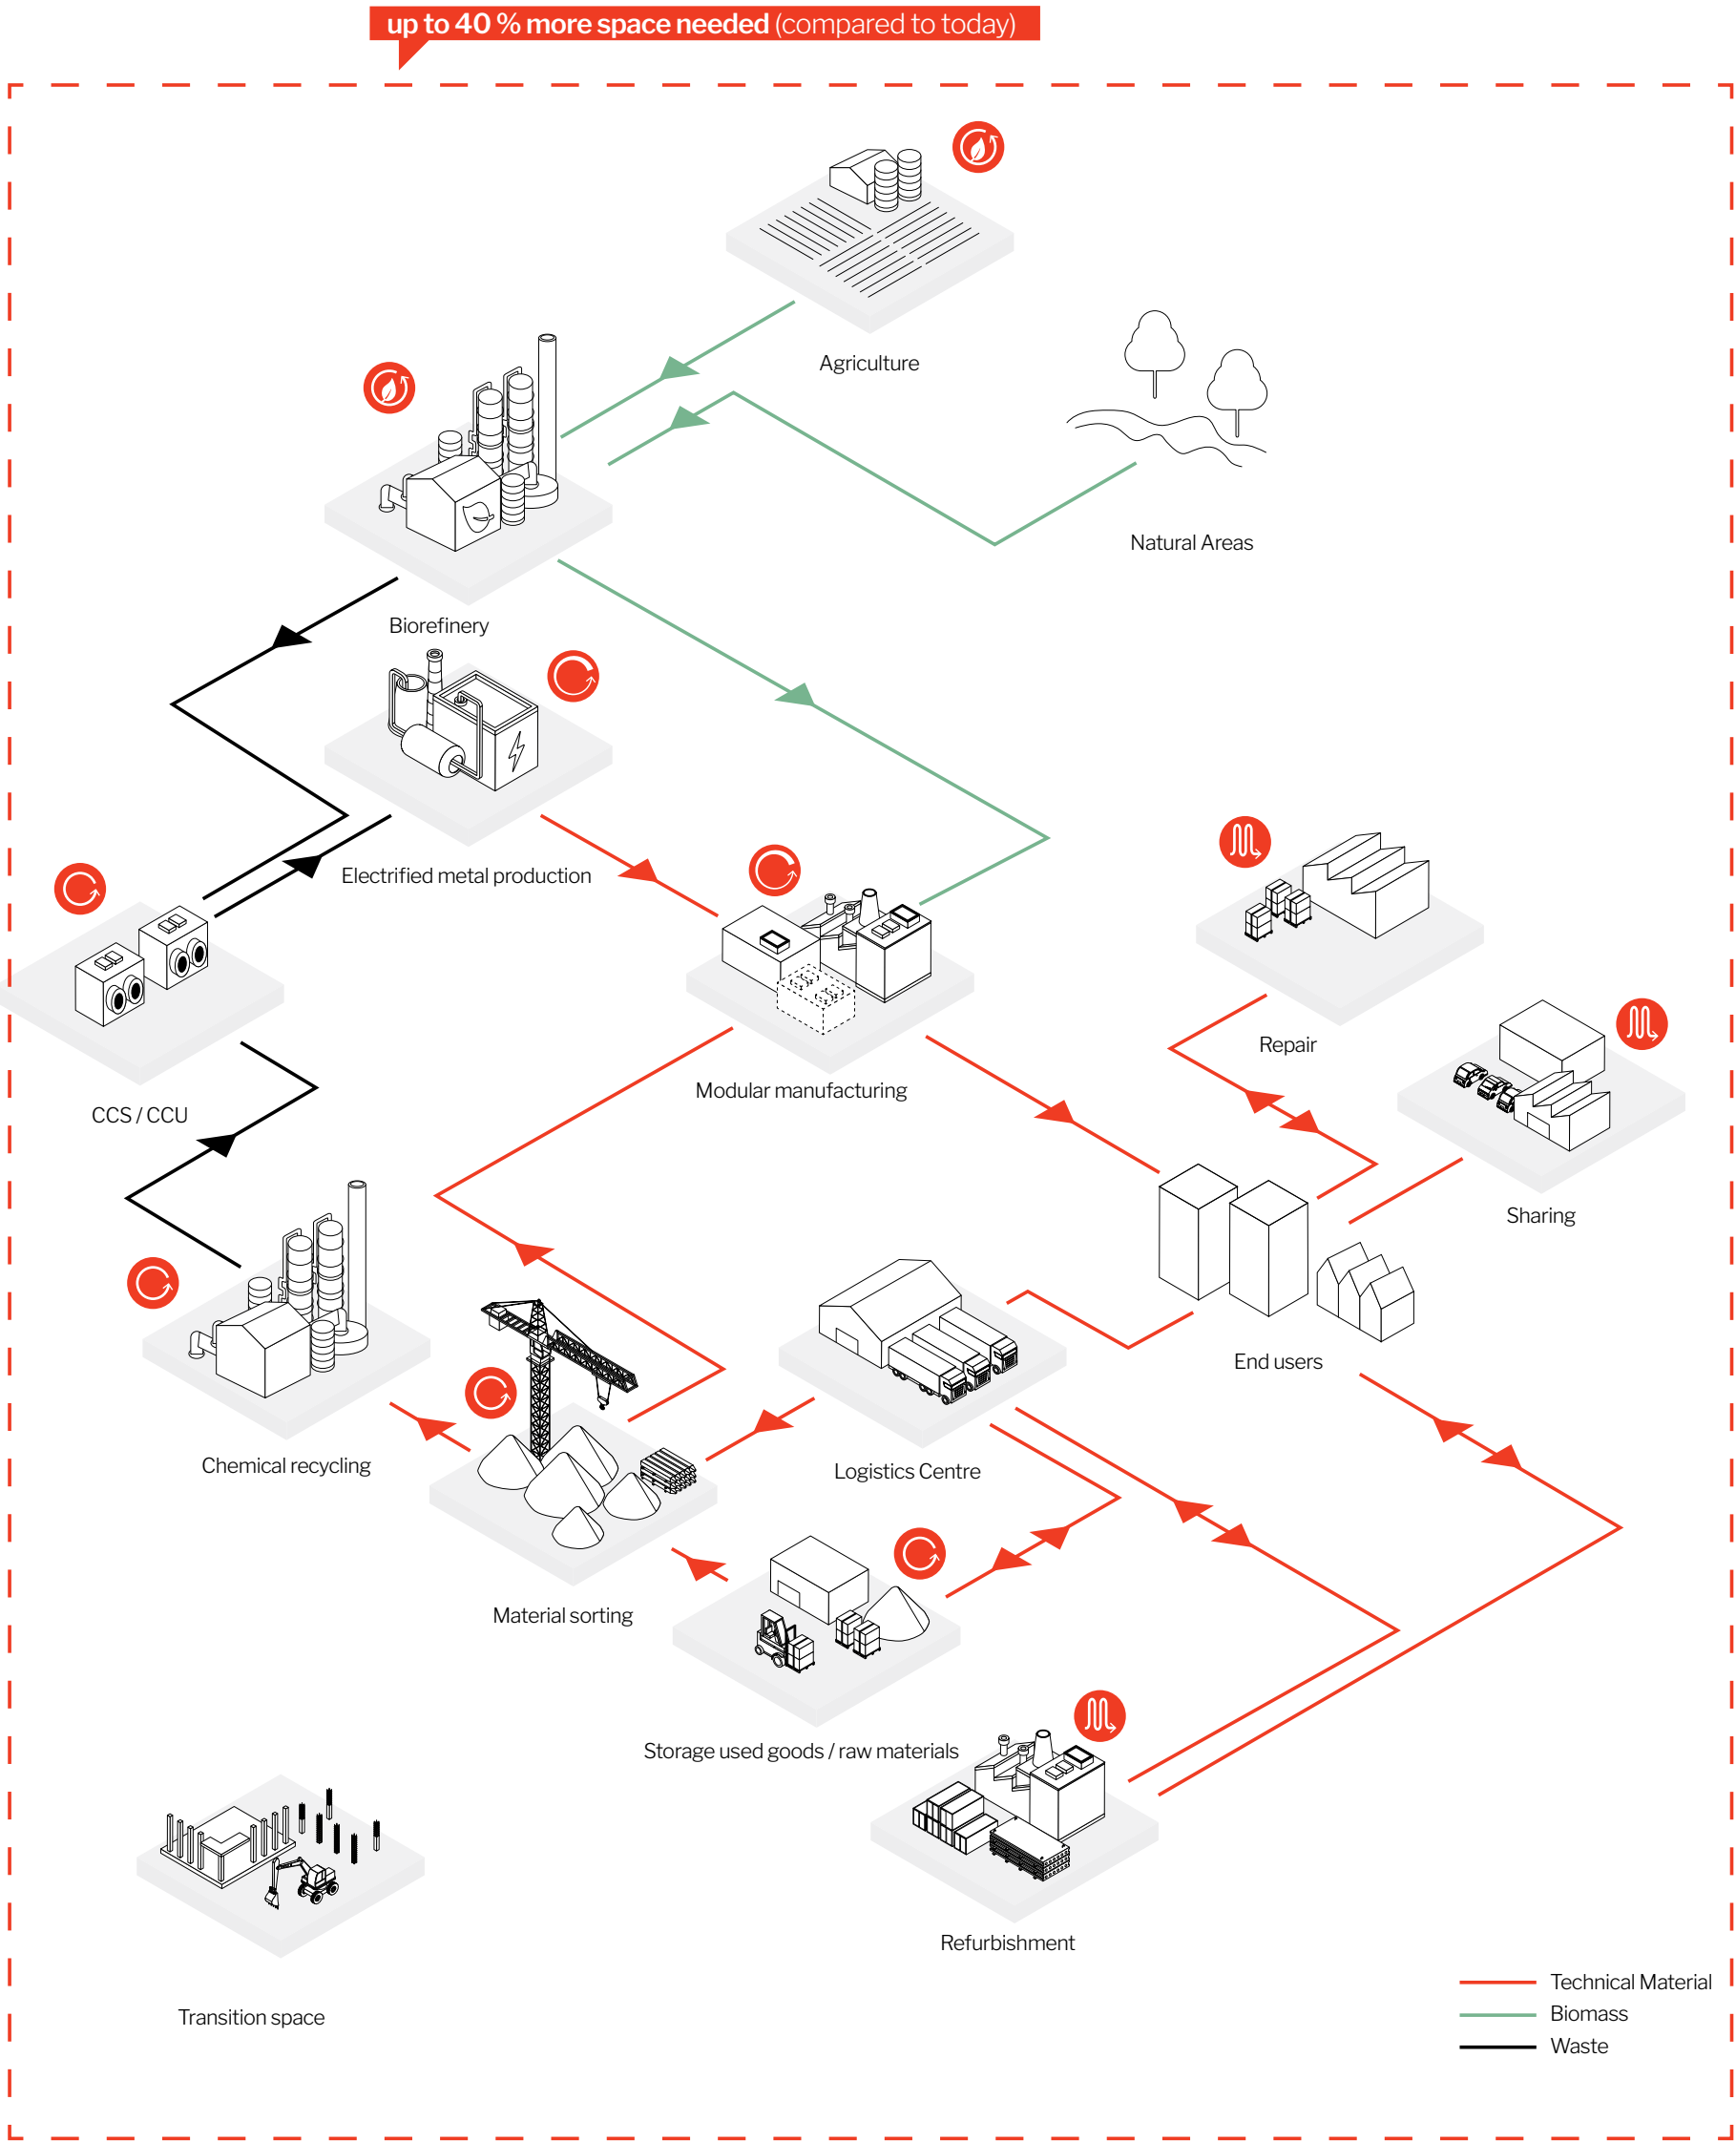 up to 40 % more space needed (compared to today)
Agriculture
Natural Areas
Biorefinery
Electrified metal production
Repair
Modular manufacturing
CCS / CCU
Sharing
End users
Chemical recycling
Logistics Centre
Material sorting
Storage used goods / raw materials
Refurbishment
Transition space
Technical Material
Biomass
Waste